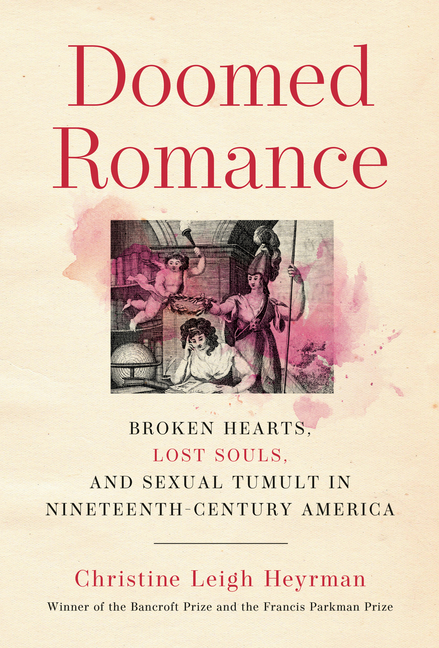 Doomed
Romance
BROKEN HEARTS,
LOST SOULS,
AND SEXUAL TUMULT IN
NINETEENTH-CENTURY AMERICA
Christine Leigh Heyrman
Winner of the Bancroft Prize and the Francis Parkman Prize